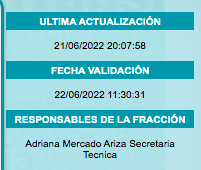 ULTIMA ACTUALIZACIÓN
21/06/2022 20:07:58
FECHA VALIDACIÓN
22/06/2022 11:30:31
RESPONSABLES DE LA FRACCIÓN
Adriana Mercado Ariza Secretaria
Tecnica